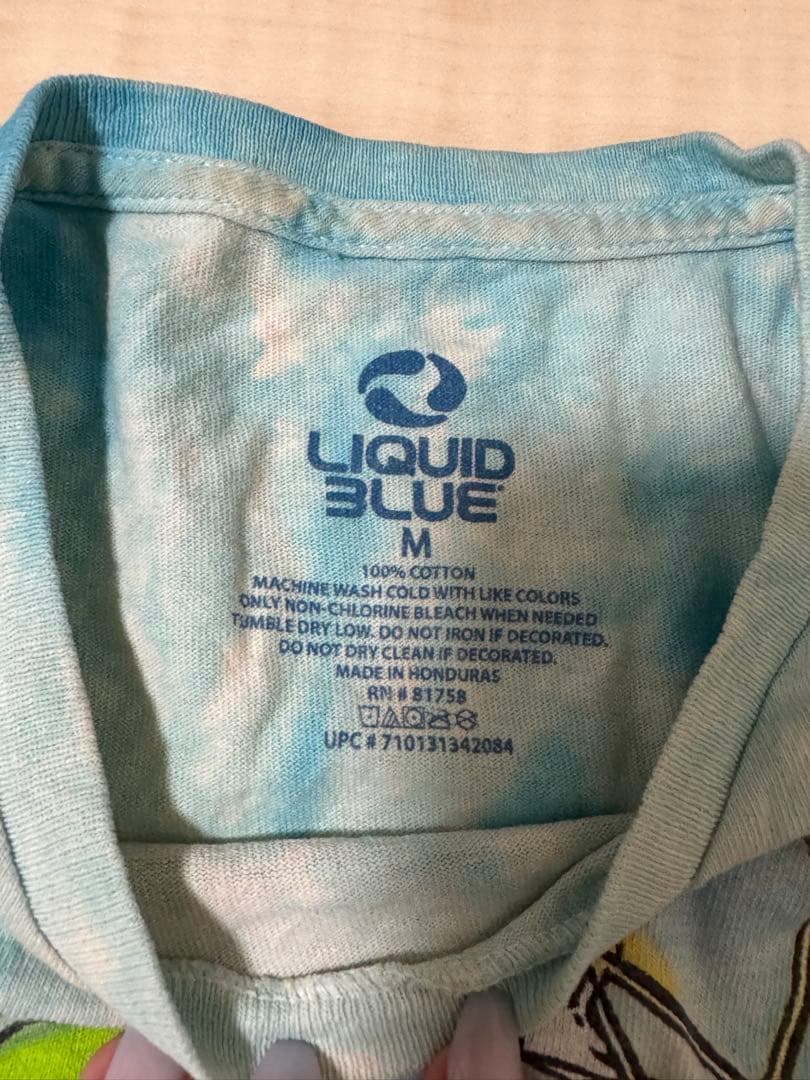 LIQUID
BLUE
M
100% COTTON
MACHINE WASH COLD WITH LIKE COLORS
ONLY NON-CHLORINE BLEACH WHEN NEEDED
TUMBLE DRY LOW. DO NOT IRON IF DECORATED.
DO NOT DRY CLEAN IF DECORATED.
MADE IN HONDURAS
RN # 81758
UPC # 710131342084